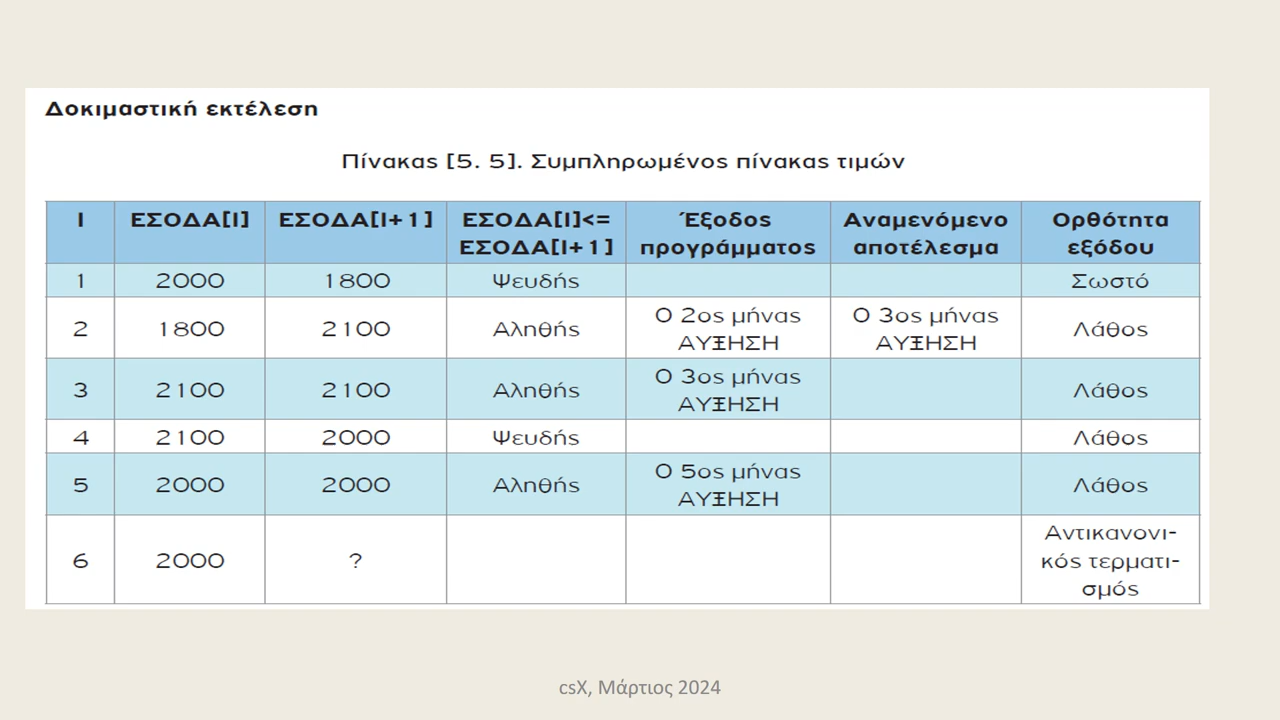 Δοκιμαστική εκτέλεση
Πίνακας [5. 5]. Συμπληρωμένος πίνακας τιμών
Ι ΕΣΟΔΑ[Ι] ΕΣΟΔΑ[Ι+1] ΕΣΟΔΑ[Ι]<= ΕΣΟΔΑ[Ι+1] Έξοδος προγράμματος Αναμενόμενο αποτέλεσμα Ορθότητα εξόδου
1 2000 1800 Ψευδής Σωστό
2 1800 2100 Αληθής Ο 2ος μήνας ΑΥΞΗΣΗ Ο 3ος μήνας ΑΥΞΗΣΗ Λάθος
3 2100 2100 Αληθής Ο 3ος μήνας ΑΥΞΗΣΗ Λάθος
4 2100 2000 Ψευδής Λάθος
5 2000 2000 Αληθής Ο 5ος μήνας ΑΥΞΗΣΗ Λάθος
6 2000 ? Αντικανονι- κός τερματι- σμός
csX, Μάρτιος 2024